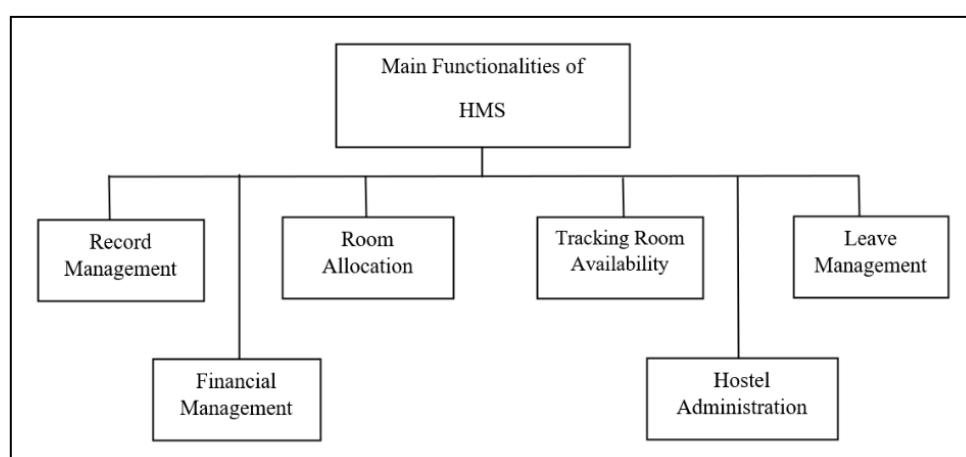 Main Functionalities of
HMS
Record
Management
Room
Allocation
Tracking Room
Availability
Leave
Management
Financial
Management
Hostel
Administration